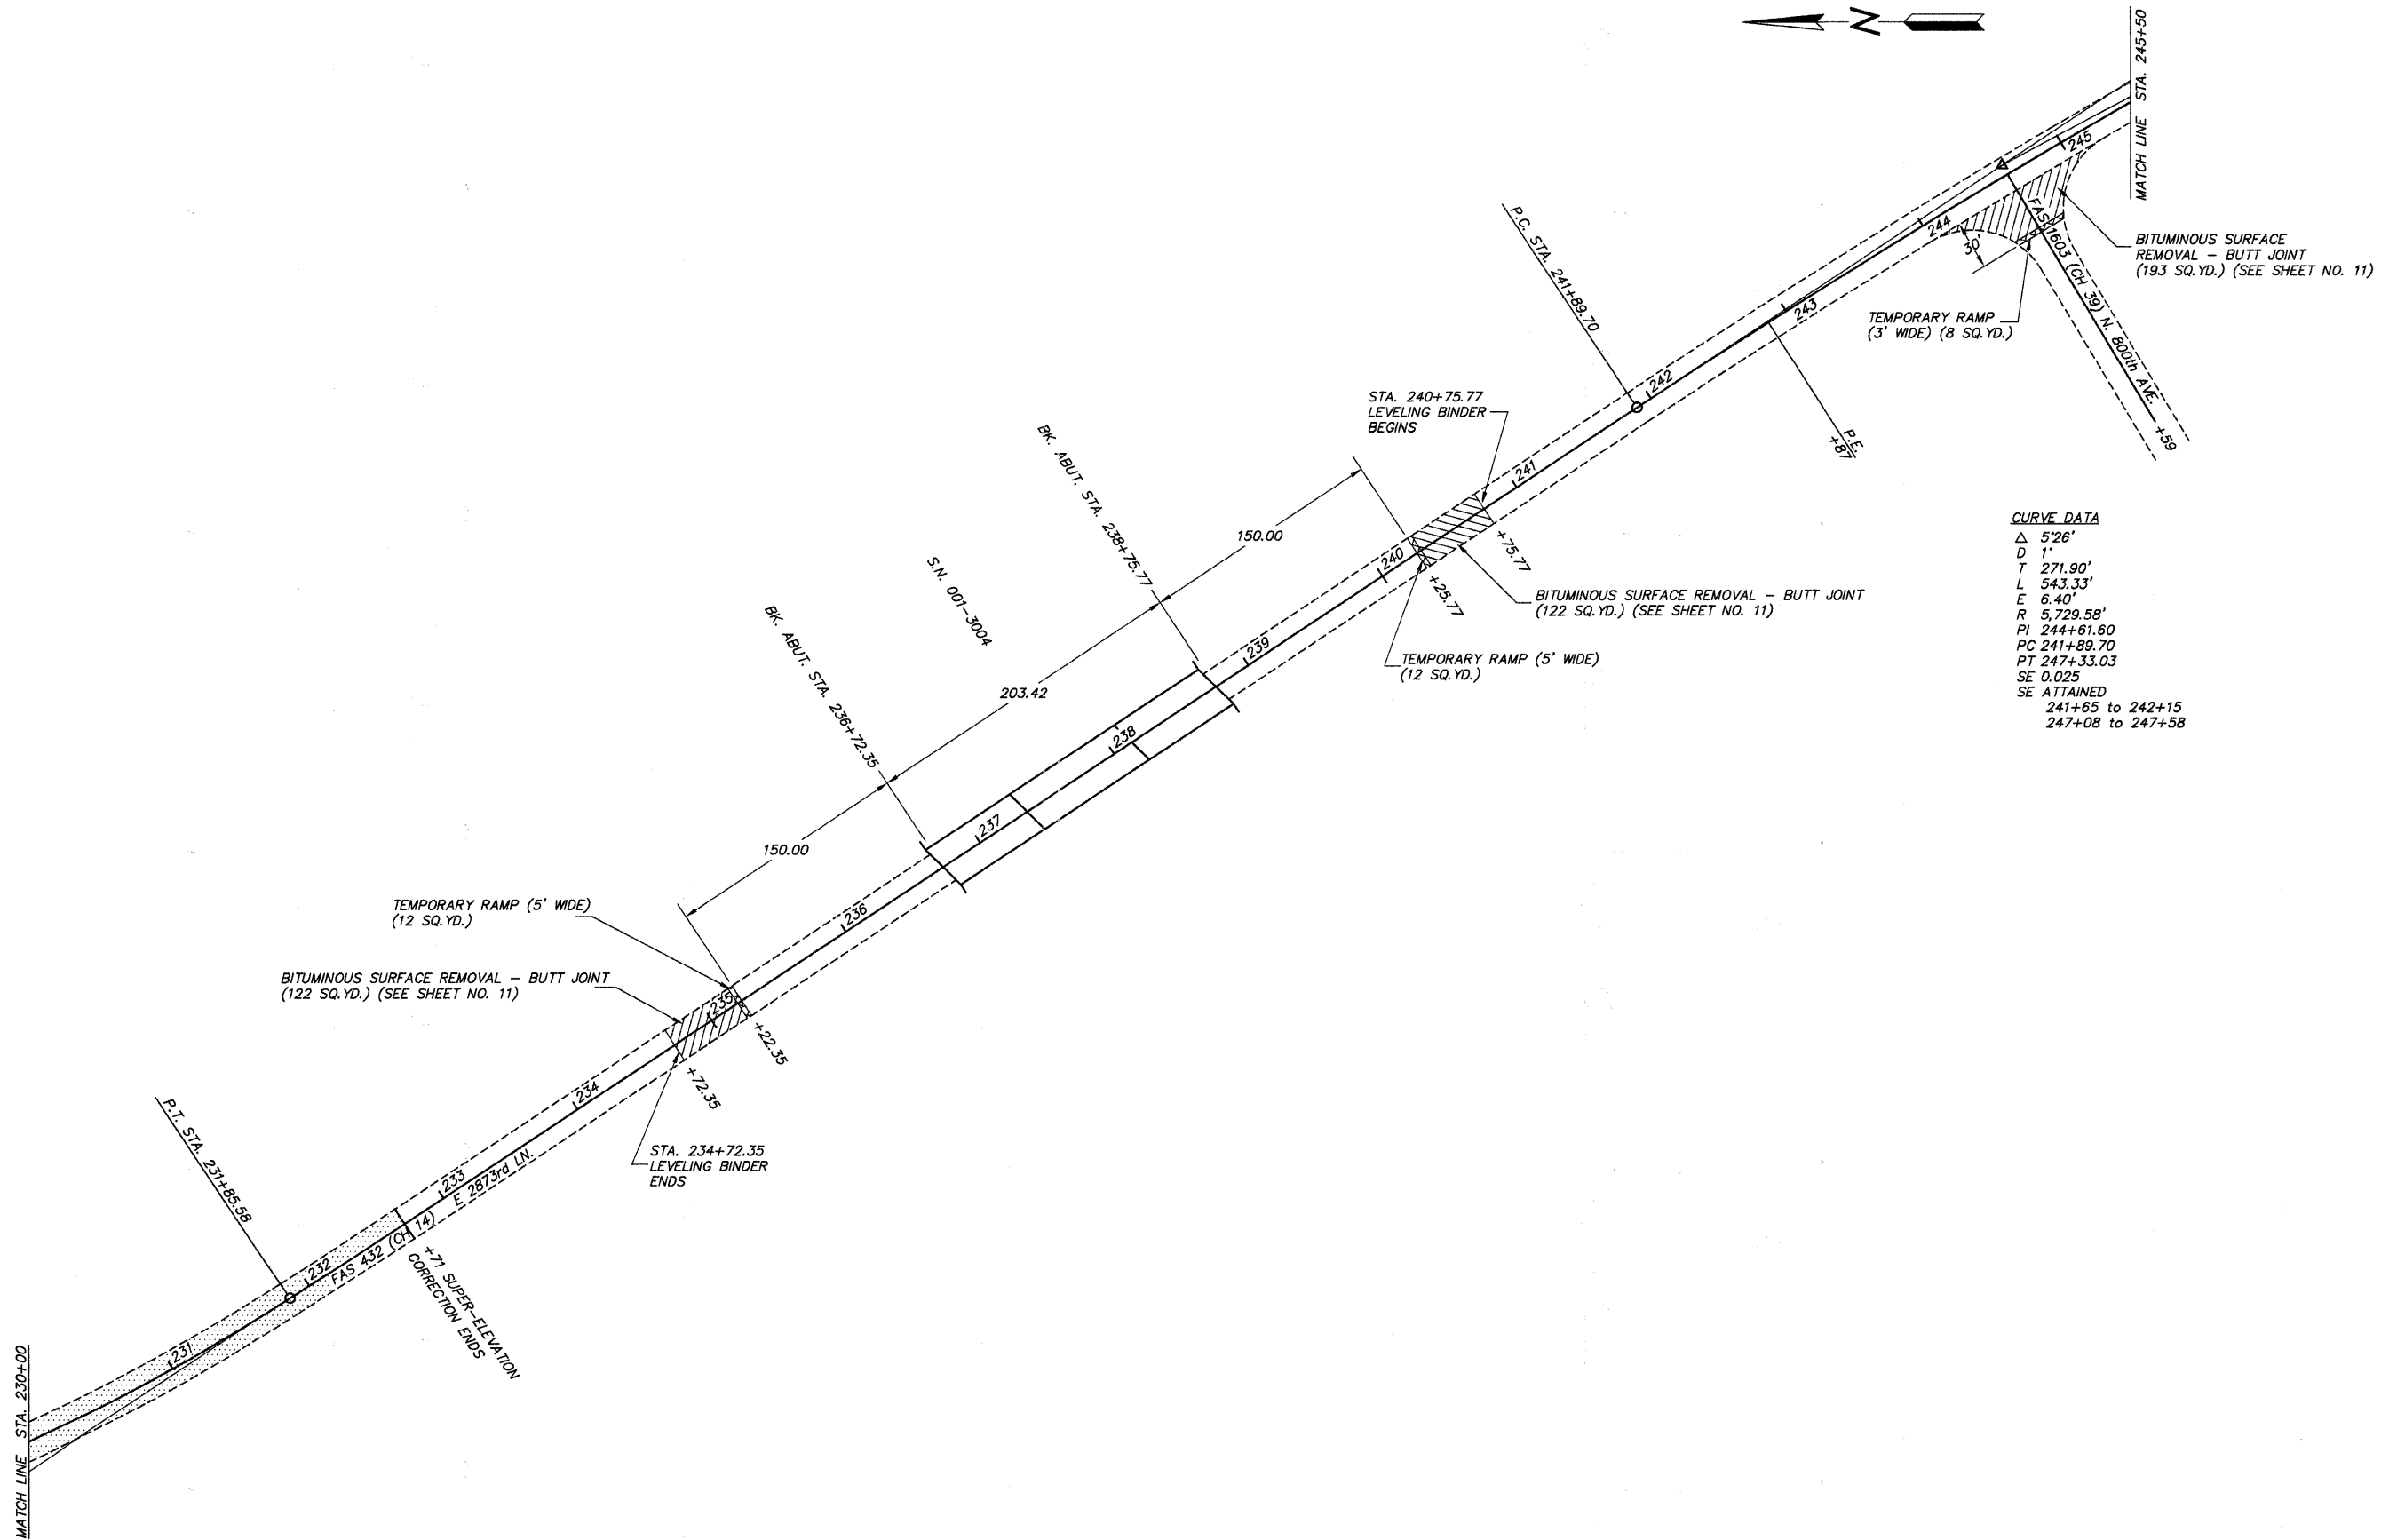 N
MATCH LINE STA. 245+50
245
244
FAS 1603 (CH 39) N. 800th AVE.
30'
+59
BITUMINOUS SURFACE
REMOVAL – BUTT JOINT
(193 SQ.YD.) (SEE SHEET NO. 11)
TEMPORARY RAMP
(3' WIDE) (8 SQ.YD.)
243
P.C. STA. 241+89.70
242
P.E.
+87
STA. 240+75.77
LEVELING BINDER
BEGINS
241
+75.77
240
+25.77
BITUMINOUS SURFACE REMOVAL – BUTT JOINT
(122 SQ.YD.) (SEE SHEET NO. 11)
TEMPORARY RAMP (5' WIDE)
(12 SQ.YD.)
CURVE DATA
Δ 5°26'
D 1°
T 271.90'
L 543.33'
E 6.40'
R 5,729.58'
PI 244+61.60
PC 241+89.70
PT 247+33.03
SE 0.025
SE ATTAINED
241+65 to 242+15
247+08 to 247+58
BK. ABUT. STA. 238+75.77
150.00
S.N. 001-3004
239
203.42
BK. ABUT. STA. 236+72.35
238
237
150.00
236
TEMPORARY RAMP (5' WIDE)
(12 SQ.YD.)
BITUMINOUS SURFACE REMOVAL – BUTT JOINT
(122 SQ.YD.) (SEE SHEET NO. 11)
235
+22.35
+72.35
234
STA. 234+72.35
LEVELING BINDER
ENDS
P.T. STA. 231+85.58
233
E 2873rd LN.
FAS 432 (CH 14)
232
+71 SUPER-ELEVATION
CORRECTION ENDS
231
MATCH LINE STA. 230+00